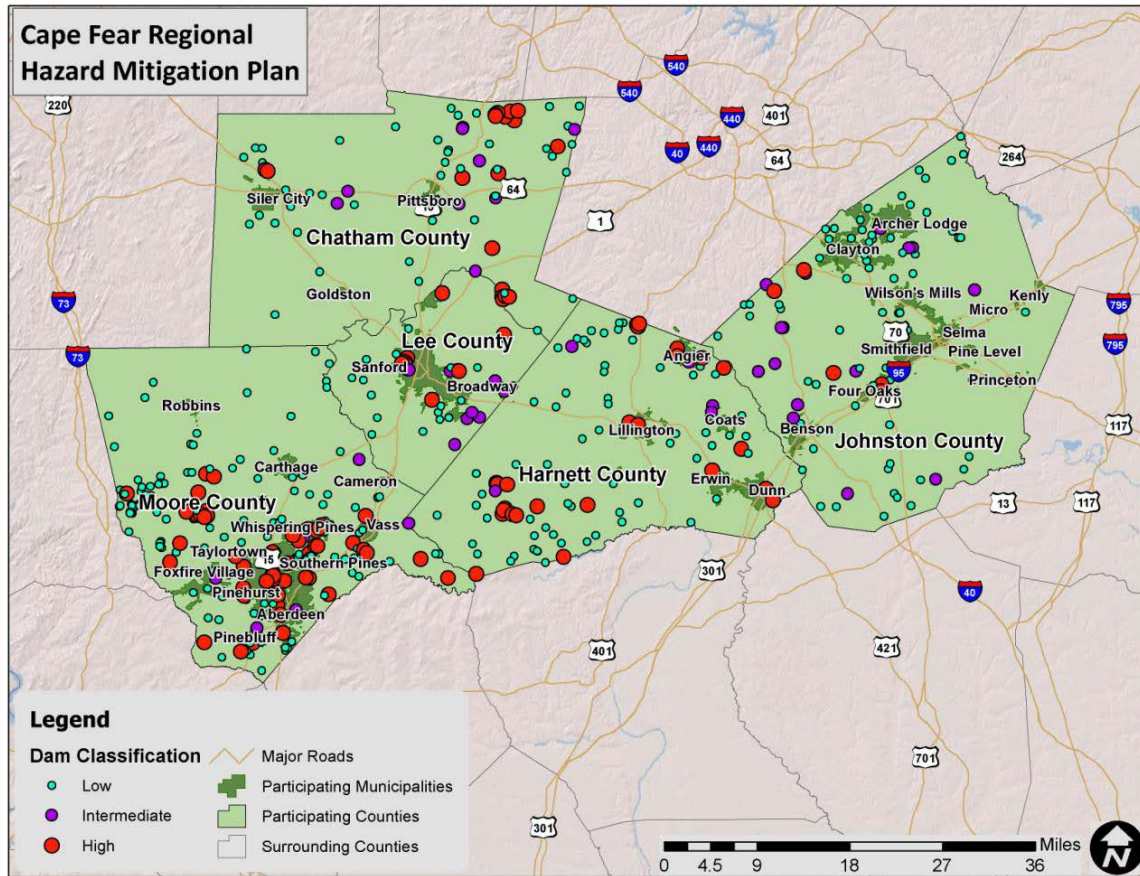 Cape Fear Regional
Hazard Mitigation Plan
220
540
540
440
401
40
440
64
264
Siler City
Pittsboro
64
15
1
Archer Lodge
Chatham County
Clayton
73
Goldston
Wilson's Mills
Kenly
795
Micro
70
Selma
73
Lee County
Smithfield
Pine Level
795
Angier
Sanford
95
Broadway
Princeton
Four Oaks
701
Robbins
Lillington
Coats
Benson
117
Johnston County
Carthage
Harnett County
Cameron
Erwin
Dunn
Moore County
13
117
Whispering Pines
Vass
Taylortown
15
Southern Pines
Foxfire Village
301
Pinehurst
40
Aberdeen
Pinebluff
401
421
Legend
Dam Classification
Low
Intermediate
High
Major Roads
Participating Municipalities
Participating Counties
Surrounding Counties
701
301
Miles
0 4.5 9 18 27 36
N